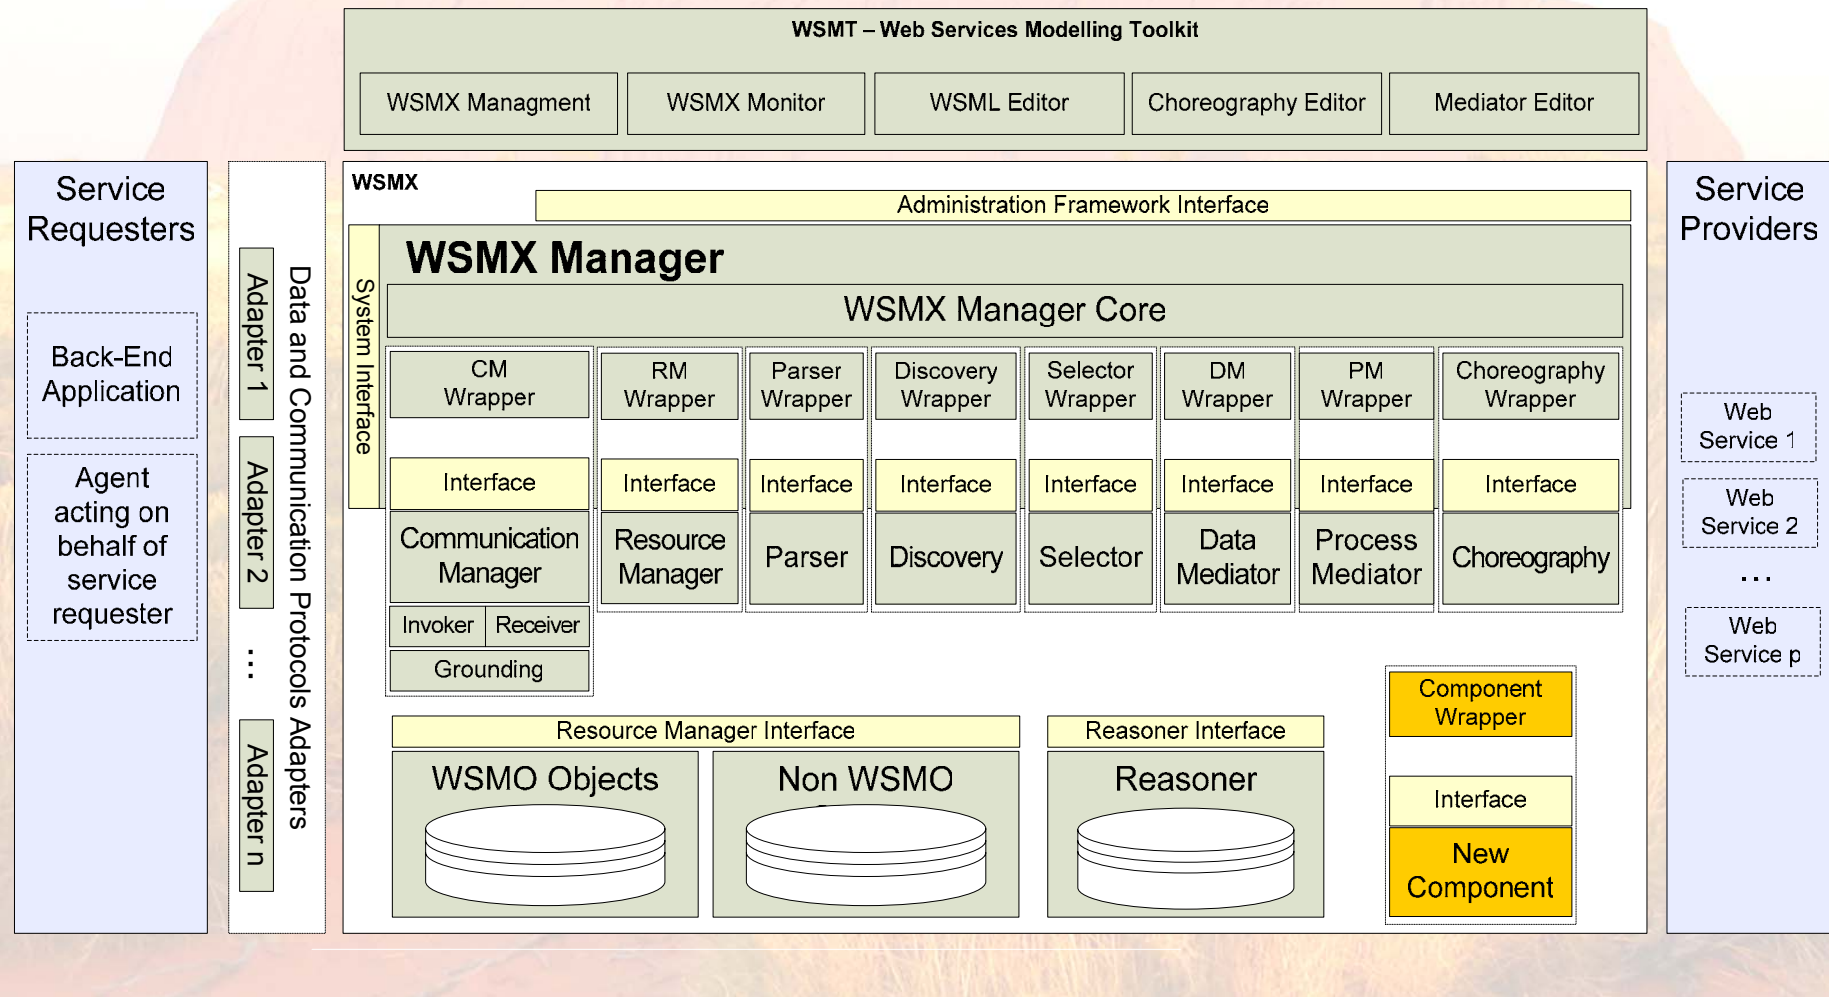 WSMT – Web Services Modelling Toolkit
WSMX Managment
WSMX Monitor
WSML Editor
Choreography Editor
Mediator Editor
Service
Requesters
Back-End
Application
Agent
acting on
behalf of
service
requester
Adapter 1
Adapter 2
...
Adapter n
Data and Communication Protocols Adapters
WSMX
Administration Framework Interface
System Interface
WSMX Manager
WSMX Manager Core
CM
Wrapper
RM
Wrapper
Parser
Wrapper
Discovery
Wrapper
Selector
Wrapper
DM
Wrapper
PM
Wrapper
Choreography
Wrapper
Interface
Interface
Interface
Interface
Interface
Interface
Interface
Interface
Communication
Manager
Resource
Manager
Parser
Discovery
Selector
Data
Mediator
Process
Mediator
Choreography
Invoker
Receiver
Grounding
Resource Manager Interface
WSMO Objects
Non WSMO
Reasoner Interface
Reasoner
Component
Wrapper
Interface
New
Component
Service
Providers
Web
Service 1
Web
Service 2
...
Web
Service p